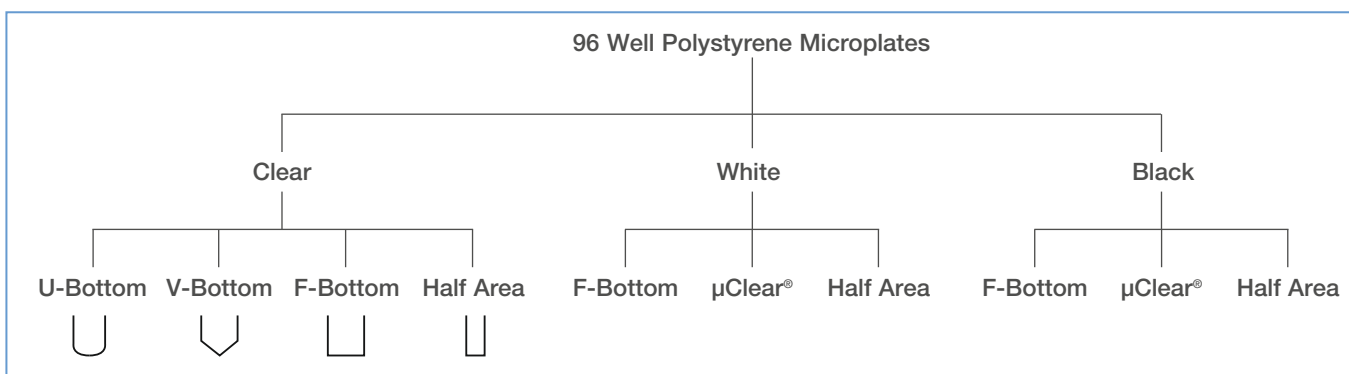 96 Well Polystyrene Microplates
Clear White Black
U-Bottom V-Bottom F-Bottom Half Area F-Bottom µClear® Half Area F-Bottom µClear® Half Area